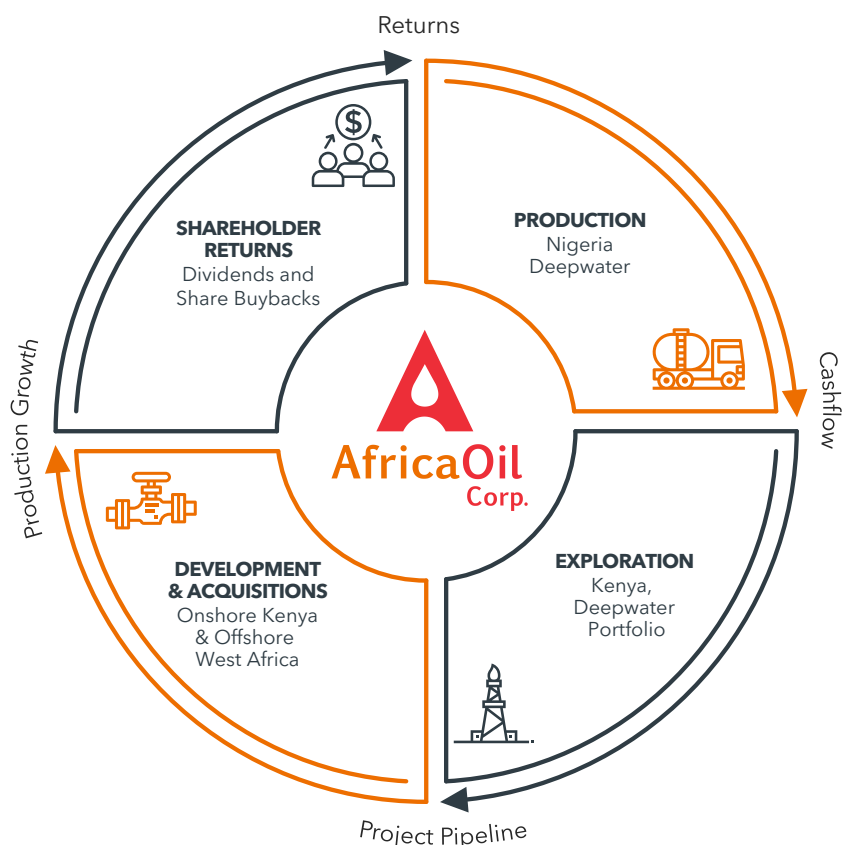 Returns
SHAREHOLDER
RETURNS
Dividends and
Share Buybacks
$
PRODUCTION
Nigeria
Deepwater
Cashflow
Production Growth
AfricaOil
Corp.
DEVELOPMENT
& ACQUISITIONS
Onshore Kenya
& Offshore
West Africa
EXPLORATION
Kenya,
Deepwater
Portfolio
Project Pipeline